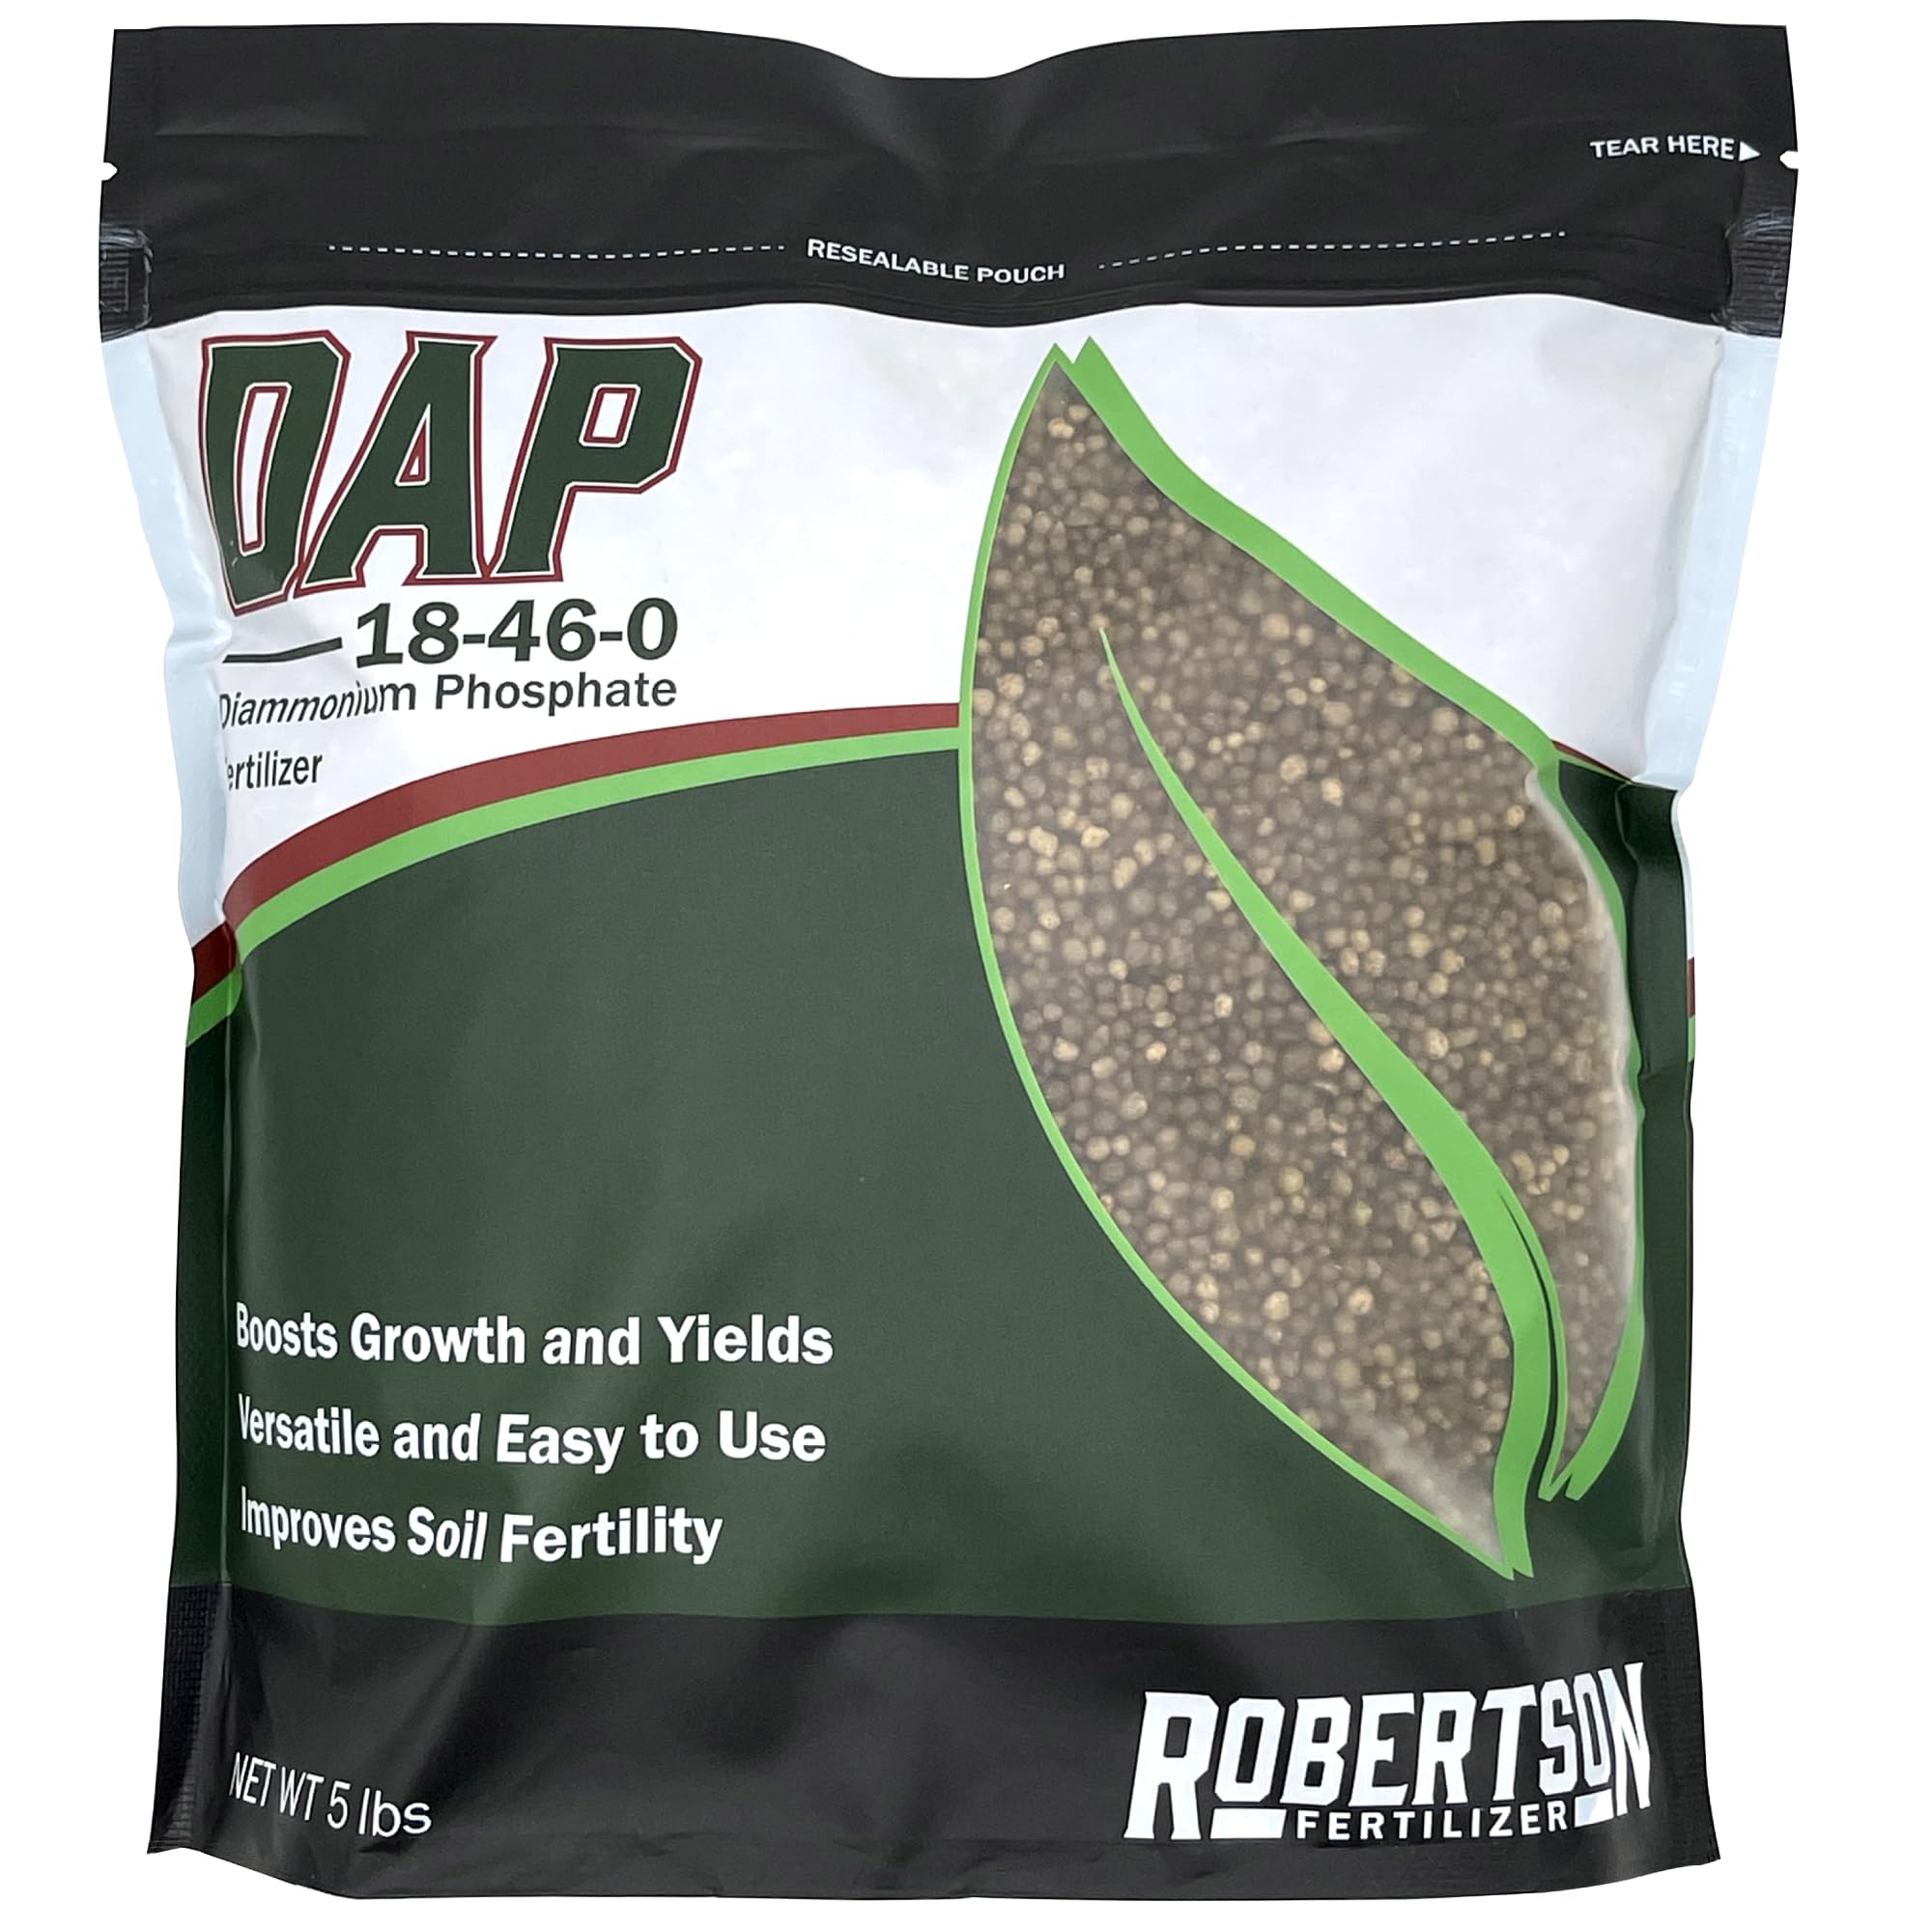 TEAR HERE
RESEALABLE POUCH
DAP
18-46-0
Diammonium Phosphate
Fertilizer
Boosts Growth and Yields
Versatile and Easy to Use
Improves Soil Fertility
NET WT 5 lbs
ROBERTSON
FERTILIZER